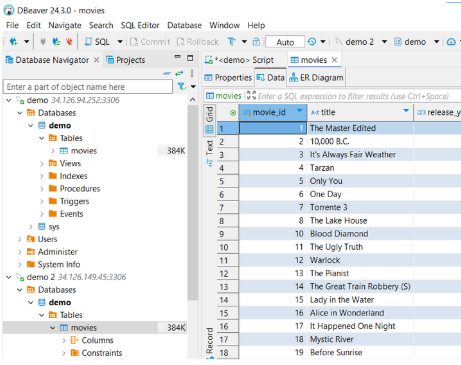 DBeaver 24.3.0 - movies
File Edit Navigate Search SQL Editor Database Window Help
SQL Commit Rollback Auto demo 2 demo
Database Navigator Projects
Enter a part of object name here
demo 34.126.94.252:3306
Databases
demo
Tables
movies 384K
Views
Indexes
Procedures
Triggers
Events
sys
Users
Administer
System Info
demo 2 34.126.149.45:3306
Databases
demo
Tables
movies 384K
Columns
Constraints
*<demo> Script movies
Properties Data ER Diagram
movies Enter a SQL expression to filter results (use Ctrl+Space)
Grid
Text
Record
123 movie_id A-Z title 123 release_y
1 1 The Master Edited
2 2 10,000 B.C.
3 3 It's Always Fair Weather
4 4 Tarzan
5 5 Only You
6 6 One Day
7 7 Torrente 3
8 8 The Lake House
9 10 Blood Diamond
10 11 The Ugly Truth
11 12 Warlock
12 13 The Pianist
13 14 The Great Train Robbery (S)
14 15 Lady in the Water
15 16 Alice in Wonderland
16 17 It Happened One Night
17 18 Mystic River
18 19 Before Sunrise